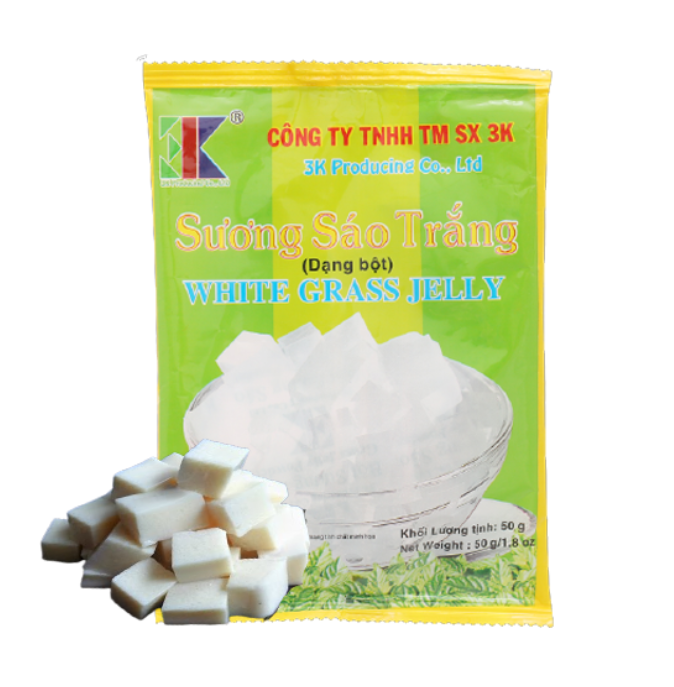 3K ®
CÔNG TY TNHH TM SX 3K
3K Producing Co., Ltd
Sương Sáo Trắng
(Dạng bột)
WHITE GRASS JELLY
Khối Lượng tịnh: 50 g
Net Weight : 50 g/1.8 oz